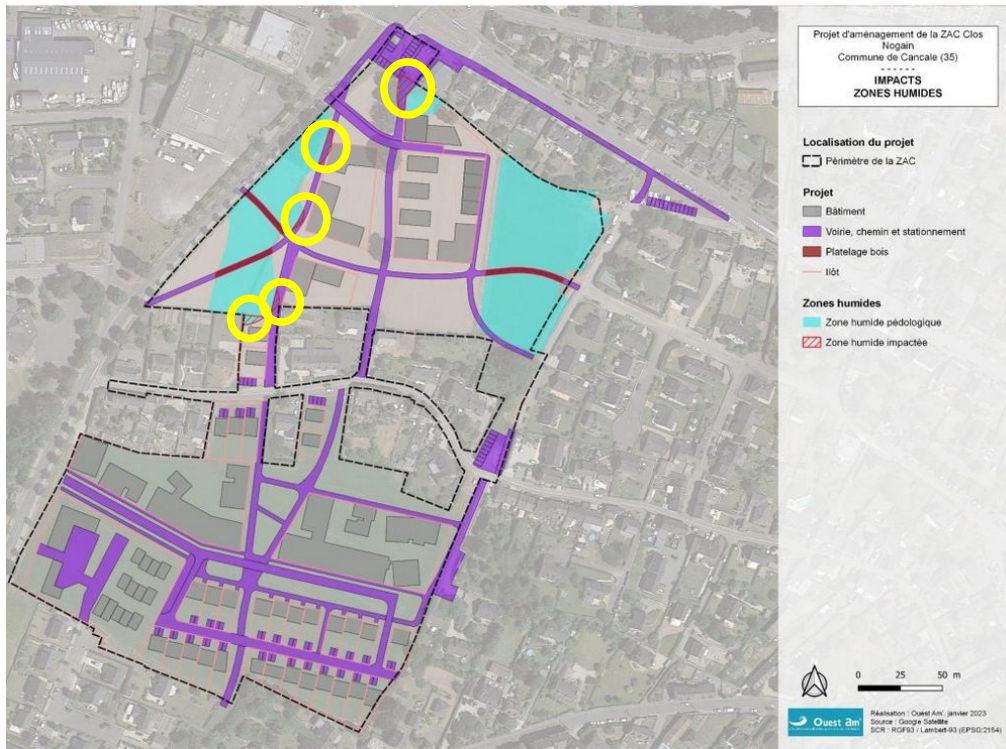 Projet d'aménagement de la ZAC Clos
Nogain
Commune de Cancale (35)
------
IMPACTS
ZONES HUMIDES
Localisation du projet
Périmètre de la ZAC
Projet
Bâtiment
Voirie, chemin et stationnement
Platelage bois
Ilôt
Zones humides
Zone humide pédologique
Zone humide impactée
0 25 50 m
Ouest Am'
Réalisation : Ouest Am', janvier 2023
Source : Google Satellite
SCR : RGF93 / Lambert-93 (EPSG:2154)